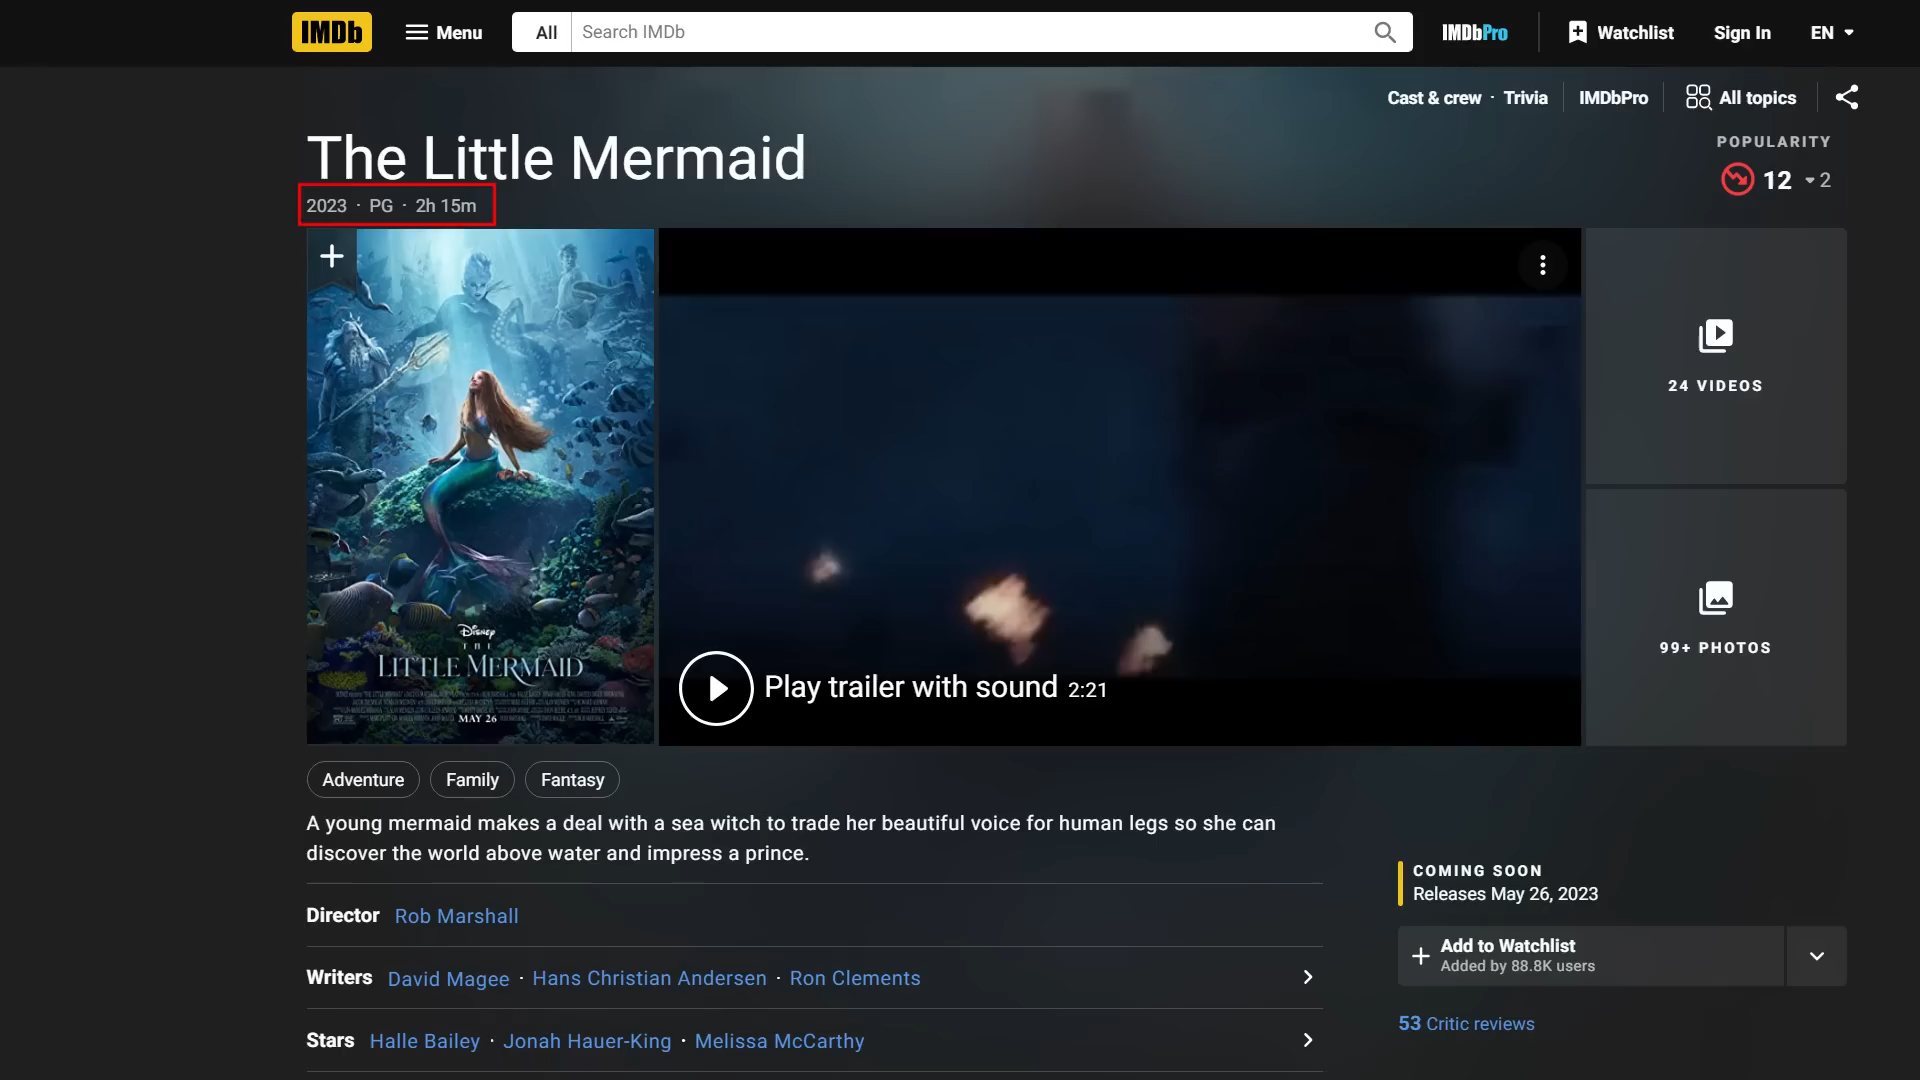 IMDb Menu All Search IMDb IMDbPro Watchlist Sign In EN
Cast & crew · Trivia IMDbPro All topics
The Little Mermaid
2023 · PG · 2h 15m
POPULARITY
12 2
24 VIDEOS
99+ PHOTOS
Disney
THE
LITTLE MERMAID
MAY 26
Play trailer with sound 2:21
Adventure Family Fantasy
A young mermaid makes a deal with a sea witch to trade her beautiful voice for human legs so she can
discover the world above water and impress a prince.
Director Rob Marshall
Writers David Magee · Hans Christian Andersen · Ron Clements
Stars Halle Bailey · Jonah Hauer-King · Melissa McCarthy
COMING SOON
Releases May 26, 2023
Add to Watchlist
Added by 88.8K users
53 Critic reviews